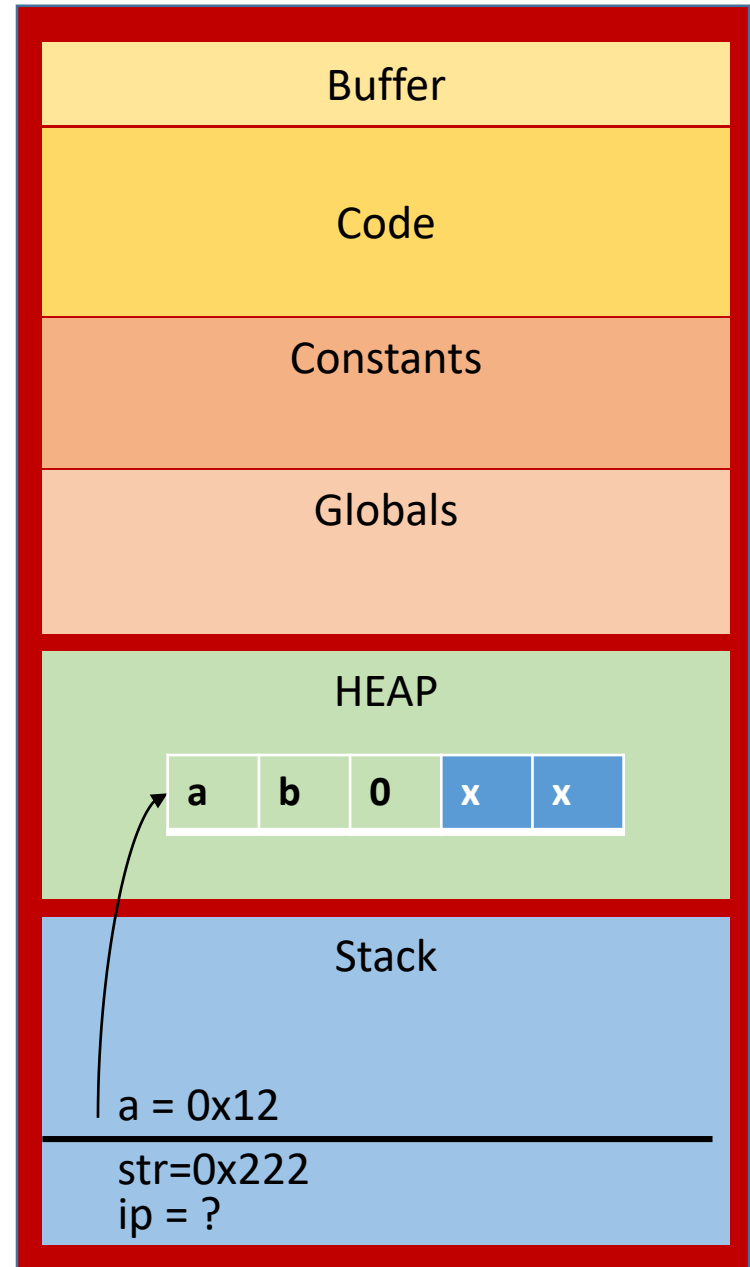 Buffer
Code
Constants
Globals
HEAP
a b 0 x x
Stack
a = 0x12
str=0x222
ip = ?